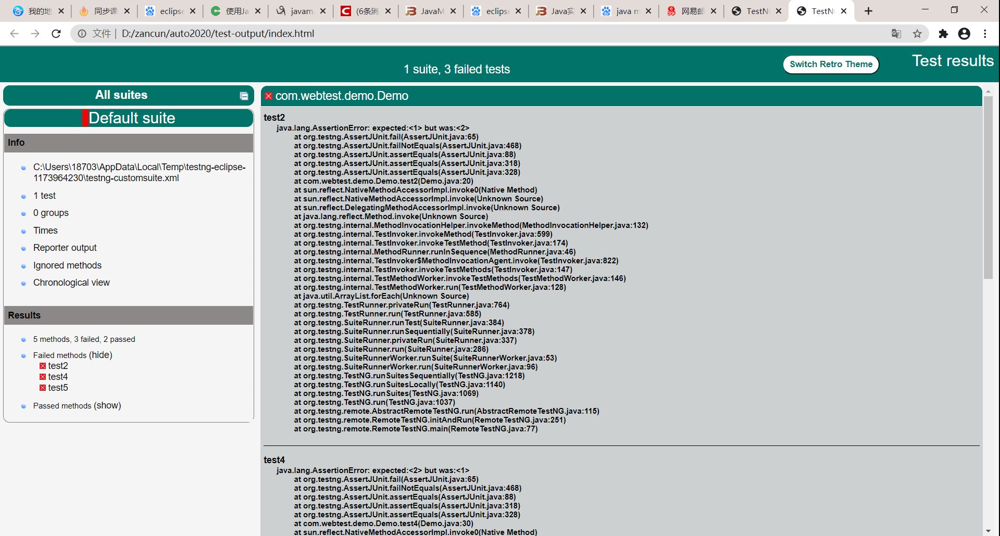 我的地
同步课
eclipse
使用Ja
javama
(6条消
JavaM
eclipse
Java实
java m
网易邮
TestN
TestN
文件 | D:/zancun/auto2020/test-output/index.html
1 suite, 3 failed tests
Switch Retro Theme
Test results
All suites
Default suite
Info
C:\Users\18703\AppData\Local\Temp\testng-eclipse-
1173964230\testng-customsuite.xml
1 test
0 groups
Times
Reporter output
Ignored methods
Chronological view
Results
5 methods, 3 failed, 2 passed
Failed methods (hide)
test2
test4
test5
Passed methods (show)
com.webtest.demo.Demo
test2
java.lang.AssertionError: expected:<1> but was:<2>
at org.testng.AssertJUnit.fail(AssertJUnit.java:65)
at org.testng.AssertJUnit.failNotEquals(AssertJUnit.java:468)
at org.testng.AssertJUnit.assertEquals(AssertJUnit.java:88)
at org.testng.AssertJUnit.assertEquals(AssertJUnit.java:318)
at org.testng.AssertJUnit.assertEquals(AssertJUnit.java:328)
at com.webtest.demo.Demo.test2(Demo.java:20)
at sun.reflect.NativeMethodAccessorImpl.invoke0(Native Method)
at sun.reflect.NativeMethodAccessorImpl.invoke(Unknown Source)
at sun.reflect.DelegatingMethodAccessorImpl.invoke(Unknown Source)
at java.lang.reflect.Method.invoke(Unknown Source)
at org.testng.internal.MethodInvocationHelper.invokeMethod(MethodInvocationHelper.java:132)
at org.testng.internal.TestInvoker.invokeMethod(TestInvoker.java:599)
at org.testng.internal.TestInvoker.invokeTestMethod(TestInvoker.java:174)
at org.testng.internal.MethodRunner.runInSequence(MethodRunner.java:46)
at org.testng.internal.TestInvoker$MethodInvocationAgent.invoke(TestInvoker.java:822)
at org.testng.internal.TestInvoker.invokeTestMethods(TestInvoker.java:147)
at org.testng.internal.TestMethodWorker.invokeTestMethods(TestMethodWorker.java:146)
at org.testng.internal.TestMethodWorker.run(TestMethodWorker.java:128)
at java.util.ArrayList.forEach(Unknown Source)
at org.testng.TestRunner.privateRun(TestRunner.java:764)
at org.testng.TestRunner.run(TestRunner.java:585)
at org.testng.SuiteRunner.runTest(SuiteRunner.java:384)
at org.testng.SuiteRunner.runSequentially(SuiteRunner.java:378)
at org.testng.SuiteRunner.privateRun(SuiteRunner.java:337)
at org.testng.SuiteRunner.run(SuiteRunner.java:286)
at org.testng.SuiteRunnerWorker.runSuite(SuiteRunnerWorker.java:53)
at org.testng.SuiteRunnerWorker.run(SuiteRunnerWorker.java:96)
at org.testng.TestNG.runSuitesSequentially(TestNG.java:1218)
at org.testng.TestNG.runSuitesLocally(TestNG.java:1140)
at org.testng.TestNG.runSuites(TestNG.java:1069)
at org.testng.TestNG.run(TestNG.java:1037)
at org.testng.remote.AbstractRemoteTestNG.run(AbstractRemoteTestNG.java:115)
at org.testng.remote.RemoteTestNG.initAndRun(RemoteTestNG.java:251)
at org.testng.remote.RemoteTestNG.main(RemoteTestNG.java:77)
test4
java.lang.AssertionError: expected:<2> but was:<1>
at org.testng.AssertJUnit.fail(AssertJUnit.java:65)
at org.testng.AssertJUnit.failNotEquals(AssertJUnit.java:468)
at org.testng.AssertJUnit.assertEquals(AssertJUnit.java:88)
at org.testng.AssertJUnit.assertEquals(AssertJUnit.java:318)
at org.testng.AssertJUnit.assertEquals(AssertJUnit.java:328)
at com.webtest.demo.Demo.test4(Demo.java:30)
at sun.reflect.NativeMethodAccessorImpl.invoke0(Native Method)